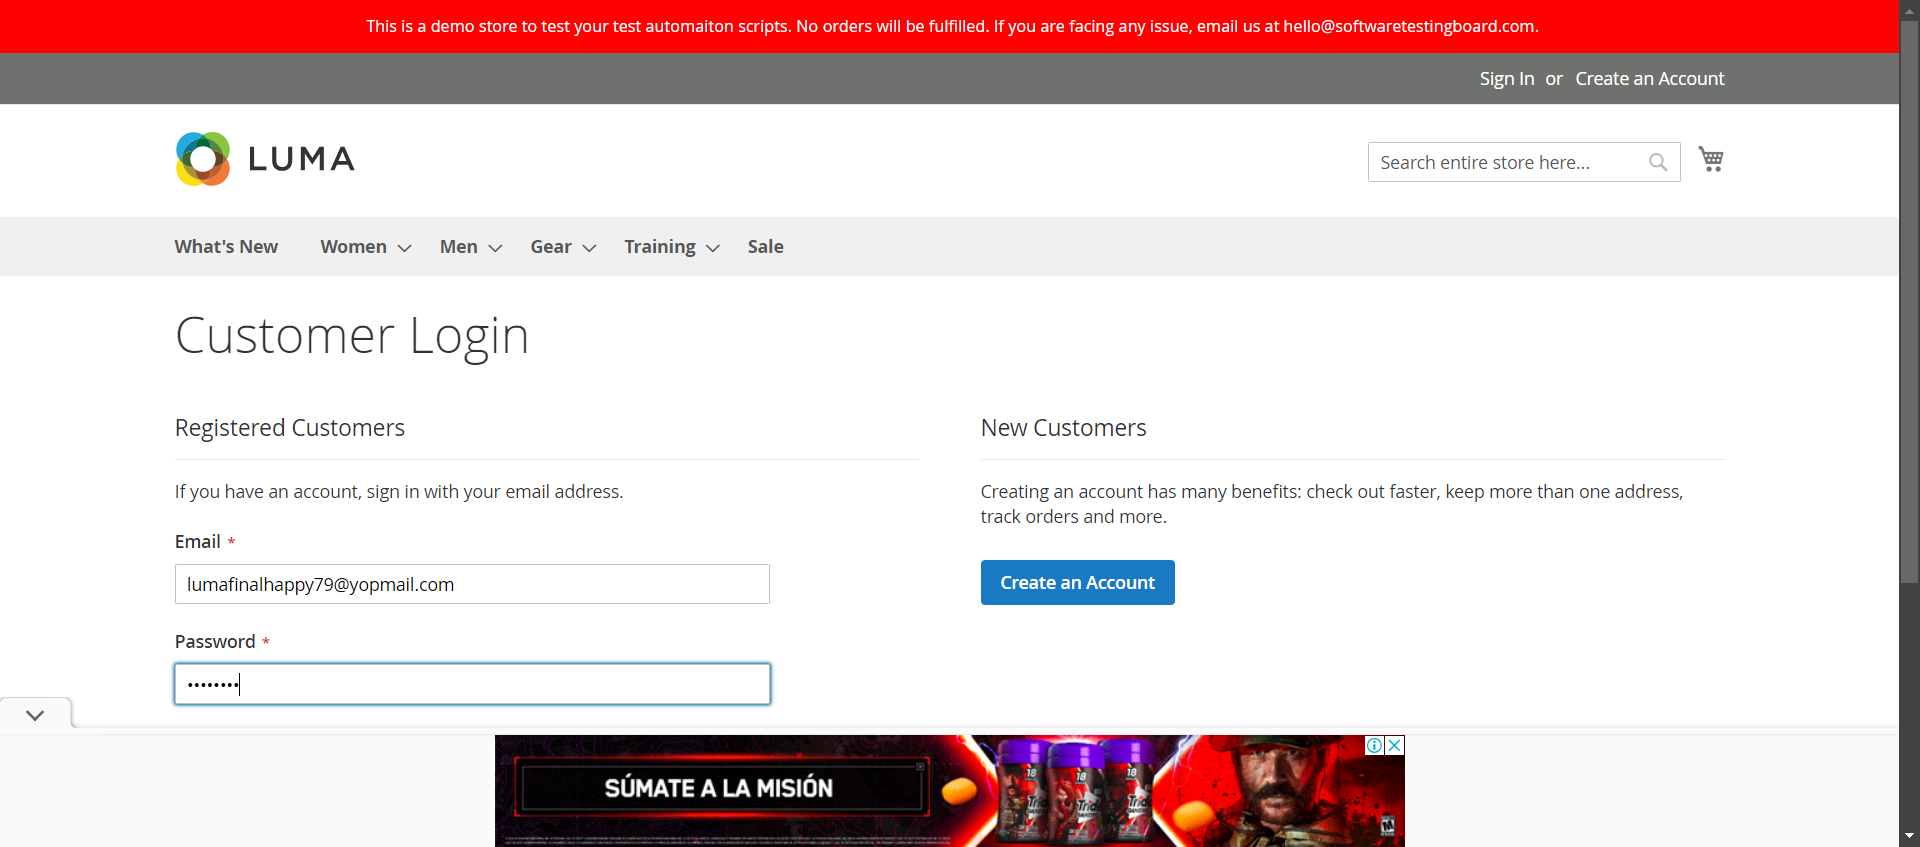 This is a demo store to test your test automaiton scripts. No orders will be fulfilled. If you are facing any issue, email us at hello@softwaretestingboard.com.
Sign In or Create an Account
LUMA
Search entire store here...
What's New Women Men Gear Training Sale
Customer Login
Registered Customers
New Customers
If you have an account, sign in with your email address.
Creating an account has many benefits: check out faster, keep more than one address,
track orders and more.
Email *
lumafinalhappy79@yopmail.com
Create an Account
Password *
••••••••
SÚMATE A LA MISIÓN
18
18
18